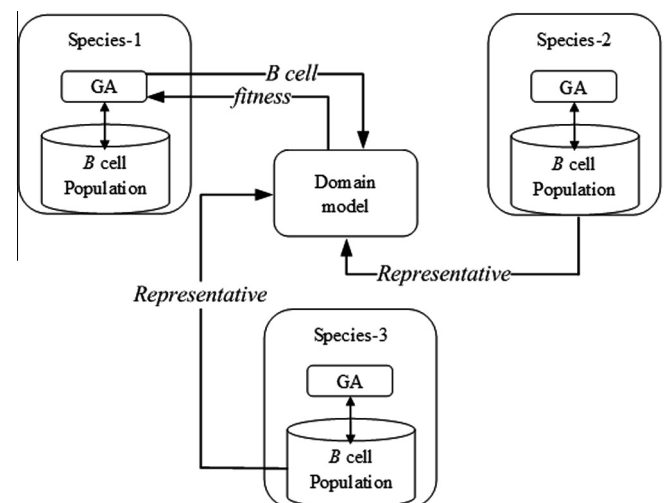 Species-1
GA
B cell
Population
B cell
fitness
Domain
model
Species-2
GA
B cell
Population
Representative
Representative
Species-3
GA
B cell
Population